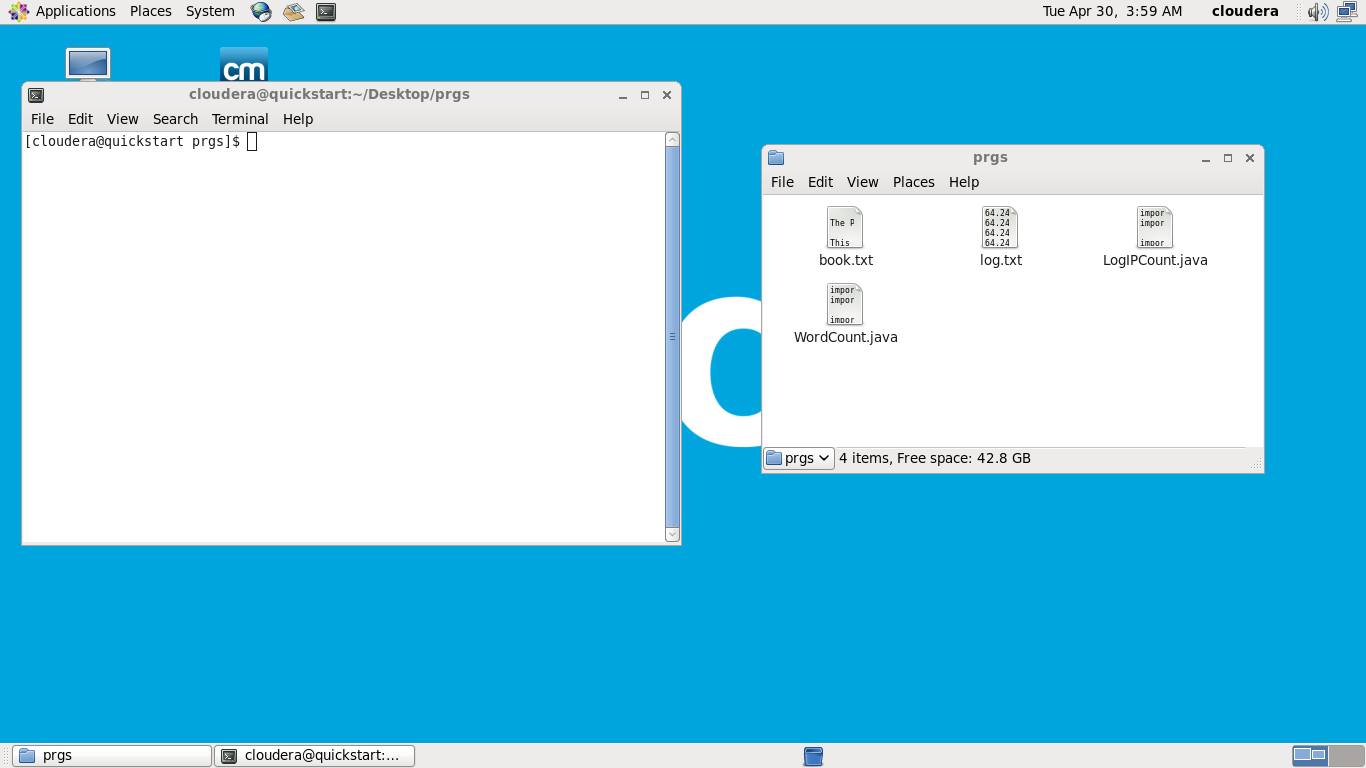 Applications Places System Tue Apr 30, 3:59 AM cloudera
cm
cloudera@quickstart:~/Desktop/prgs
File Edit View Search Terminal Help
[cloudera@quickstart prgs]$
prgs
File Edit View Places Help
The P
This
64.24
64.24
64.24
64.24
impor
impor
impor
book.txt log.txt LogIPCount.java
impor
impor
impor
WordCount.java
prgs 4 items, Free space: 42.8 GB
prgs cloudera@quickstart:...